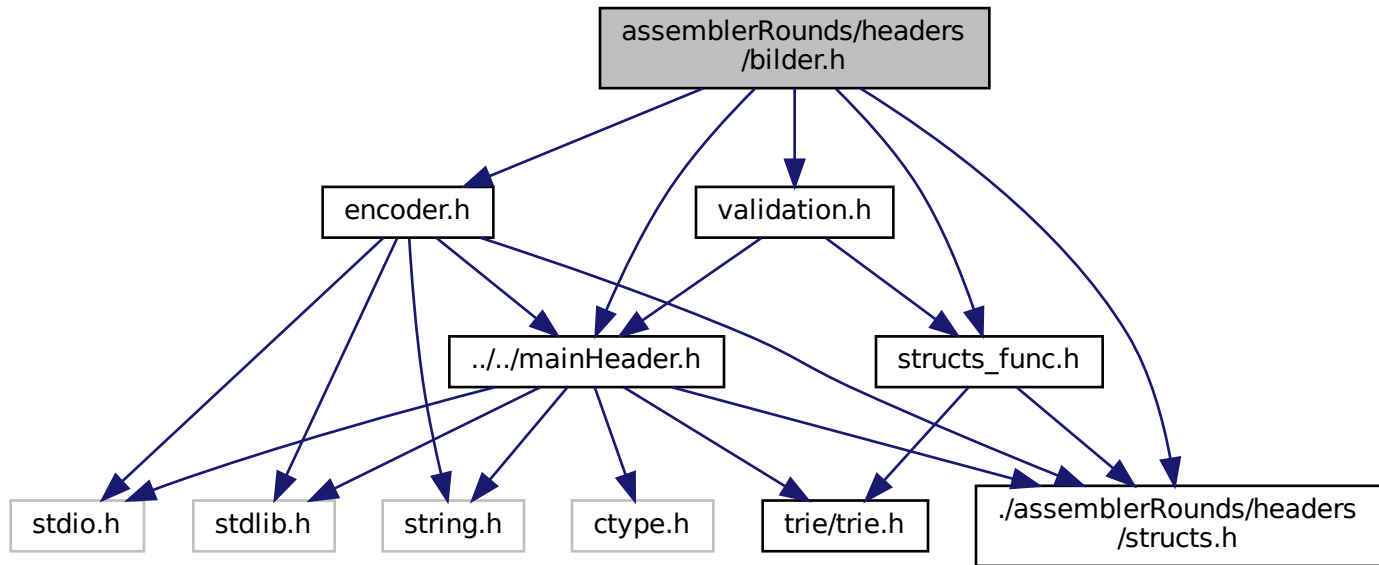 assemblerRounds/headers
/bilder.h
encoder.h
validation.h
../../mainHeader.h
structs_func.h
stdio.h
stdlib.h
string.h
ctype.h
trie/trie.h
./assemblerRounds/headers
/structs.h